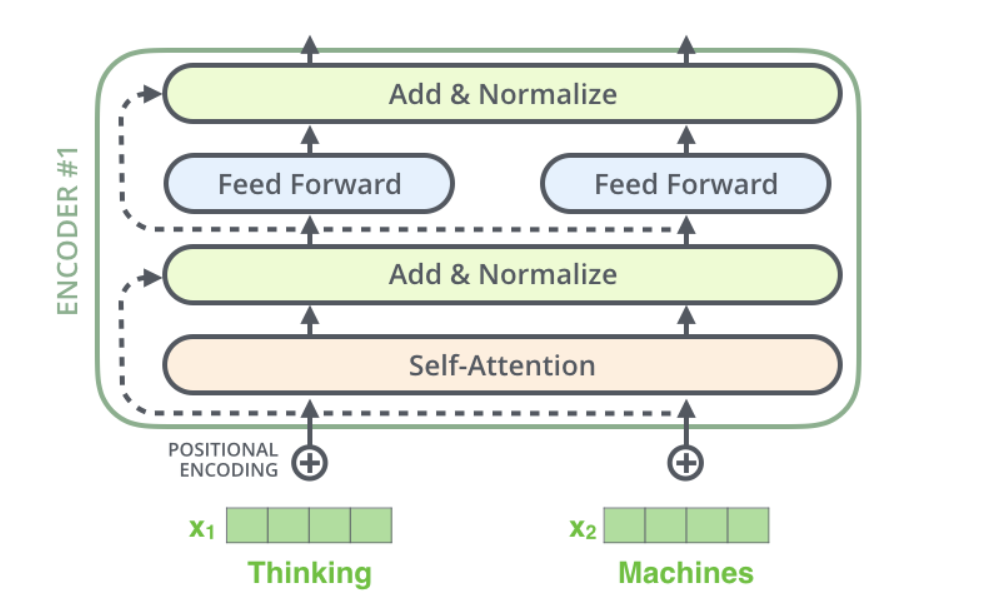 ENCODER #1
Add & Normalize
Feed Forward
Feed Forward
Add & Normalize
Self-Attention
POSITIONAL
ENCODING
x₁
x₂
Thinking
Machines